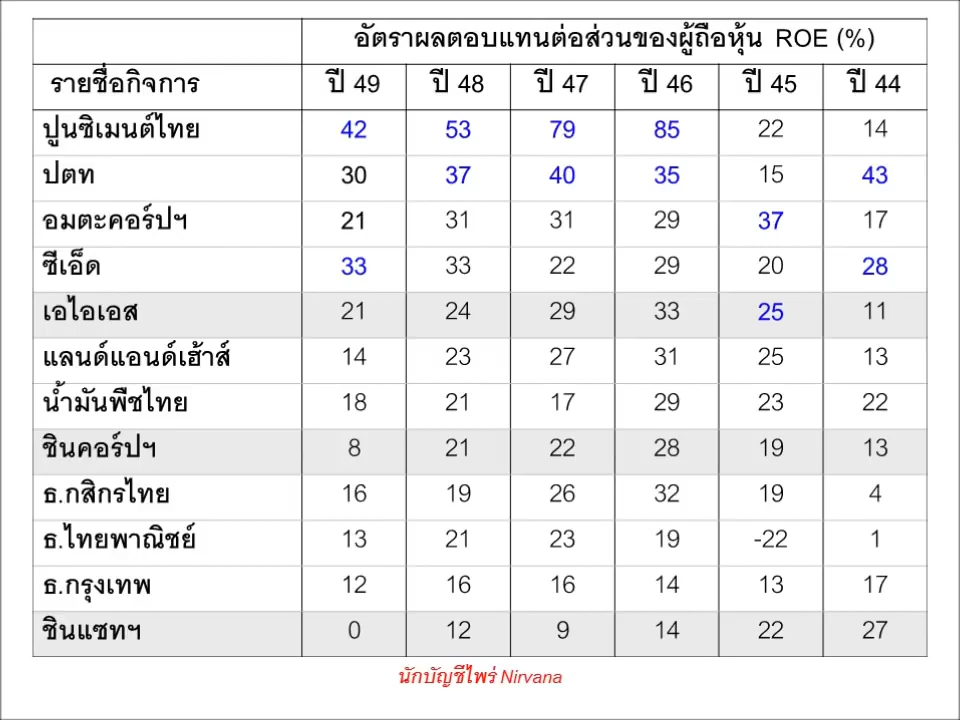 อัตราผลตอบแทนต่อส่วนของผู้ถือหุ้น ROE (%)
รายชื่อกิจการ ปี 49 ปี 48 ปี 47 ปี 46 ปี 45 ปี 44
ปูนซิเมนต์ไทย 42 53 79 85 22 14
ปตท 30 37 40 35 15 43
อมตะคอร์ปฯ 21 31 31 29 37 17
ซีเอ็ด 33 33 22 29 20 28
เอไอเอส 21 24 29 33 25 11
แลนด์แอนด์เฮ้าส์ 14 23 27 31 25 13
น้ำมันพืชไทย 18 21 17 29 23 22
ชินคอร์ปฯ 8 21 22 28 19 13
ธ.กสิกรไทย 16 19 26 32 19 4
ธ.ไทยพาณิชย์ 13 21 23 19 -22 1
ธ.กรุงเทพ 12 16 16 14 13 17
ชินแซทฯ 0 12 9 14 22 27
นักบัญชีไพร่ Nirvana